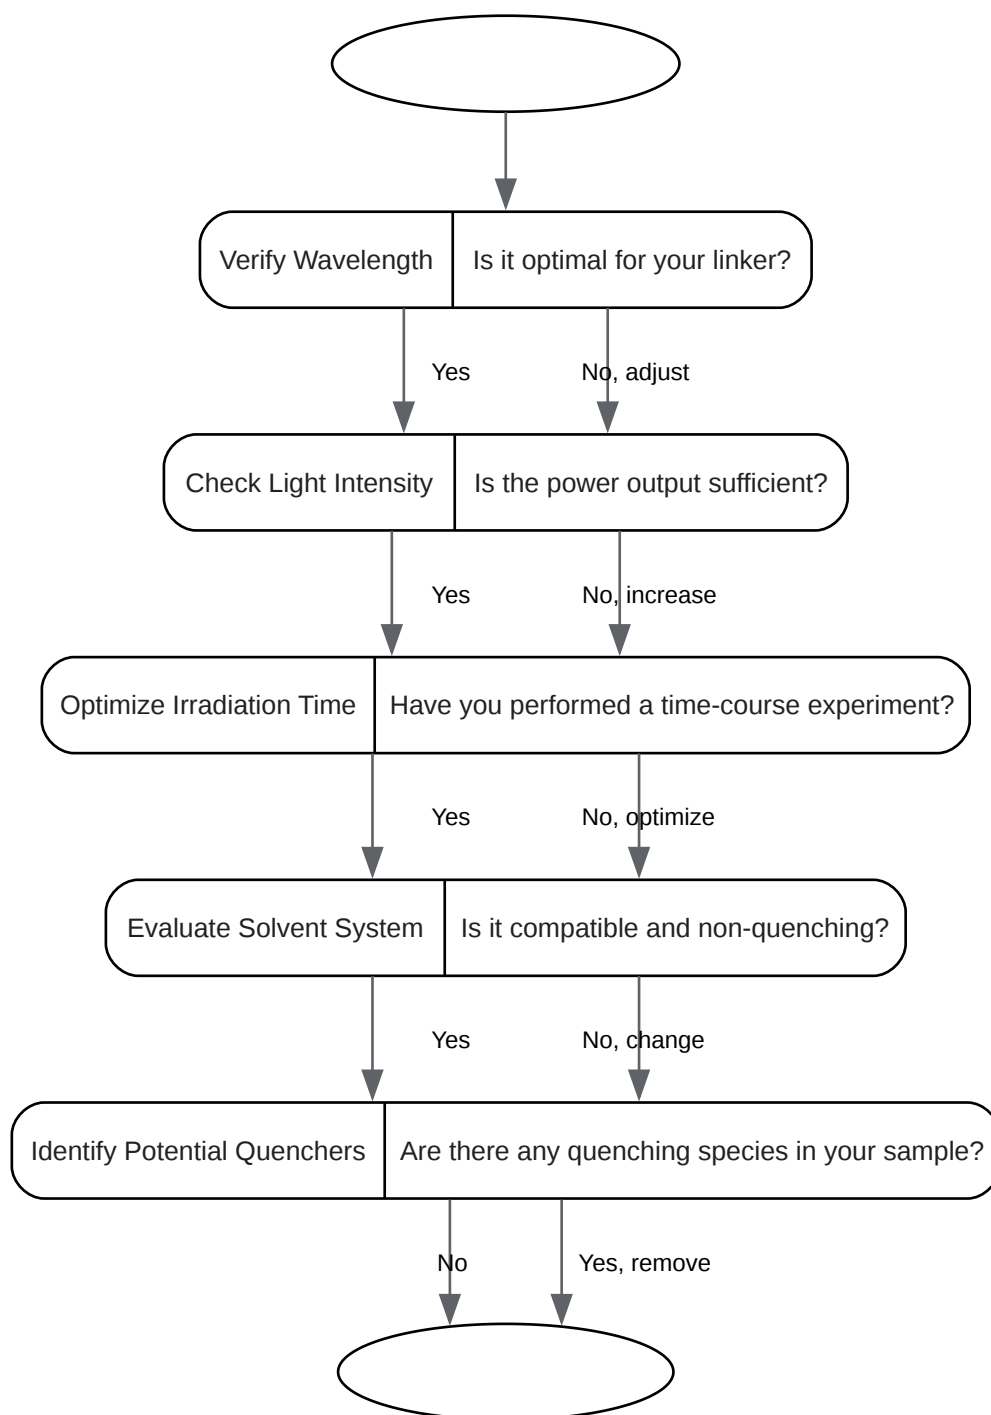 Verify Wavelength
Is it optimal for your linker?
Yes
No, adjust
Check Light Intensity
Is the power output sufficient?
Yes
No, increase
Optimize Irradiation Time
Have you performed a time-course experiment?
Yes
No, optimize
Evaluate Solvent System
Is it compatible and non-quenching?
Yes
No, change
Identify Potential Quenchers
Are there any quenching species in your sample?
No
Yes, remove